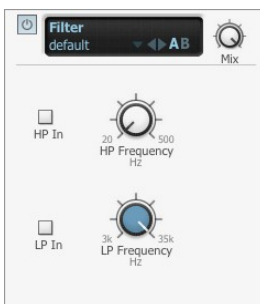 Filter
default
A B
Mix
HP In
20
500
HP Frequency
Hz
LP In
3k
35k
LP Frequency
Hz